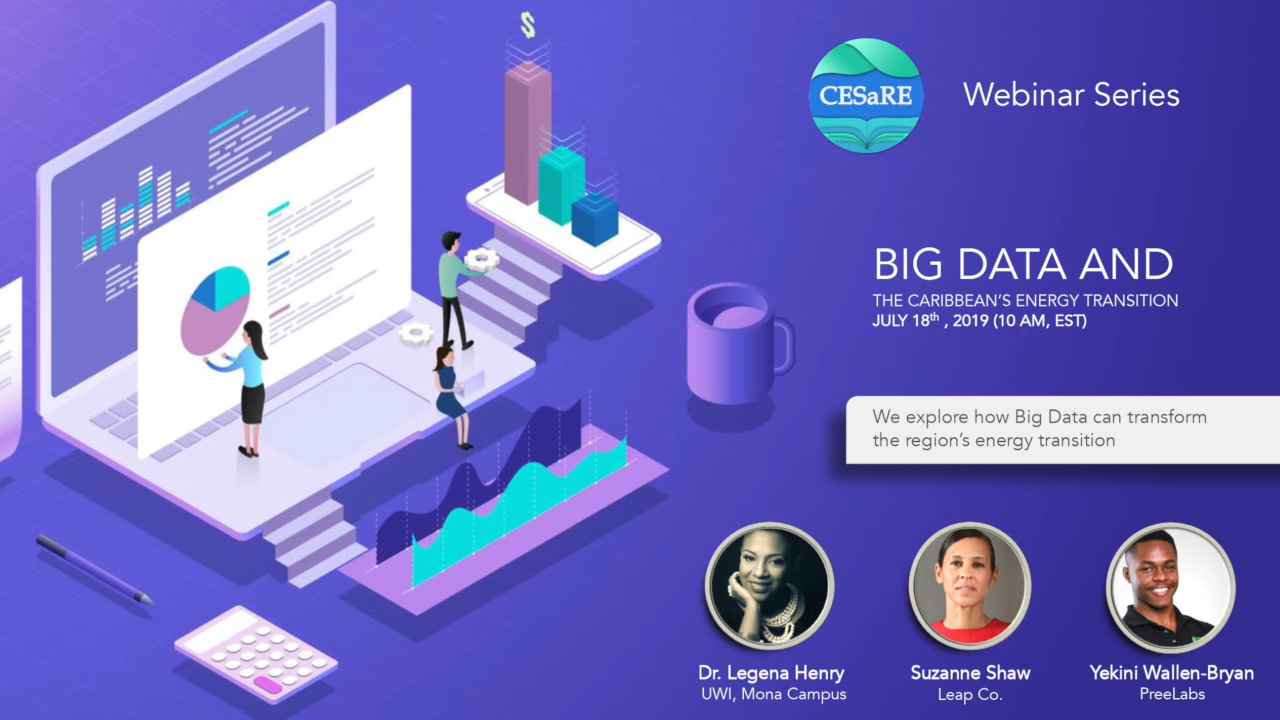 CESaRE
Webinar Series
$
BIG DATA AND
THE CARIBBEAN'S ENERGY TRANSITION
JULY 18th , 2019 (10 AM, EST)
We explore how Big Data can transform
the region's energy transition
Dr. Legena Henry
UWI, Mona Campus
Suzanne Shaw
Leap Co.
Yekini Wallen-Bryan
PreeLabs